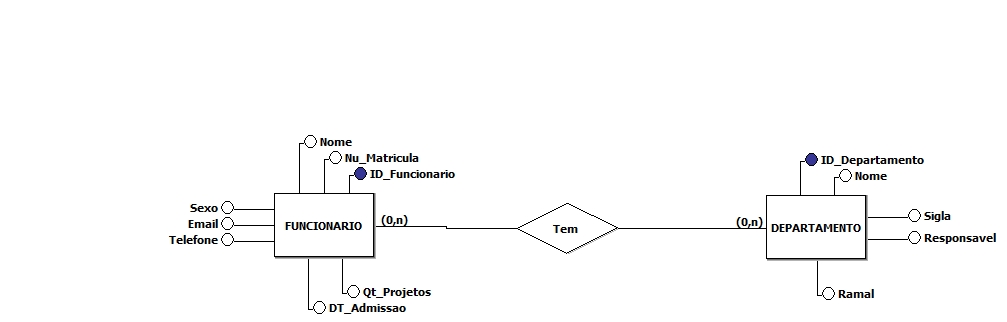 Nome
Nu_Matricula
ID_Funcionario
Sexo
Email
Telefone
FUNCIONARIO
(0,n)
Qt_Projetos
DT_Admissao
Tem
(0,n)
ID_Departamento
Nome
DEPARTAMENTO
Sigla
Responsavel
Ramal